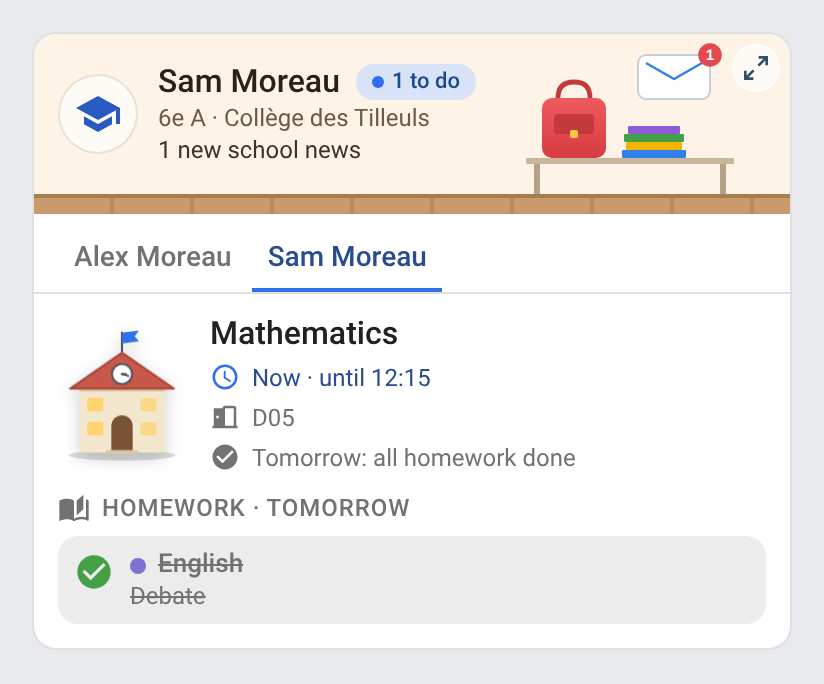 Sam Moreau
1 to do
6e A · Collège des Tilleuls
1 new school news
1
Alex Moreau
Sam Moreau
Mathematics
Now · until 12:15
D05
Tomorrow: all homework done
HOMEWORK · TOMORROW
English
Debate